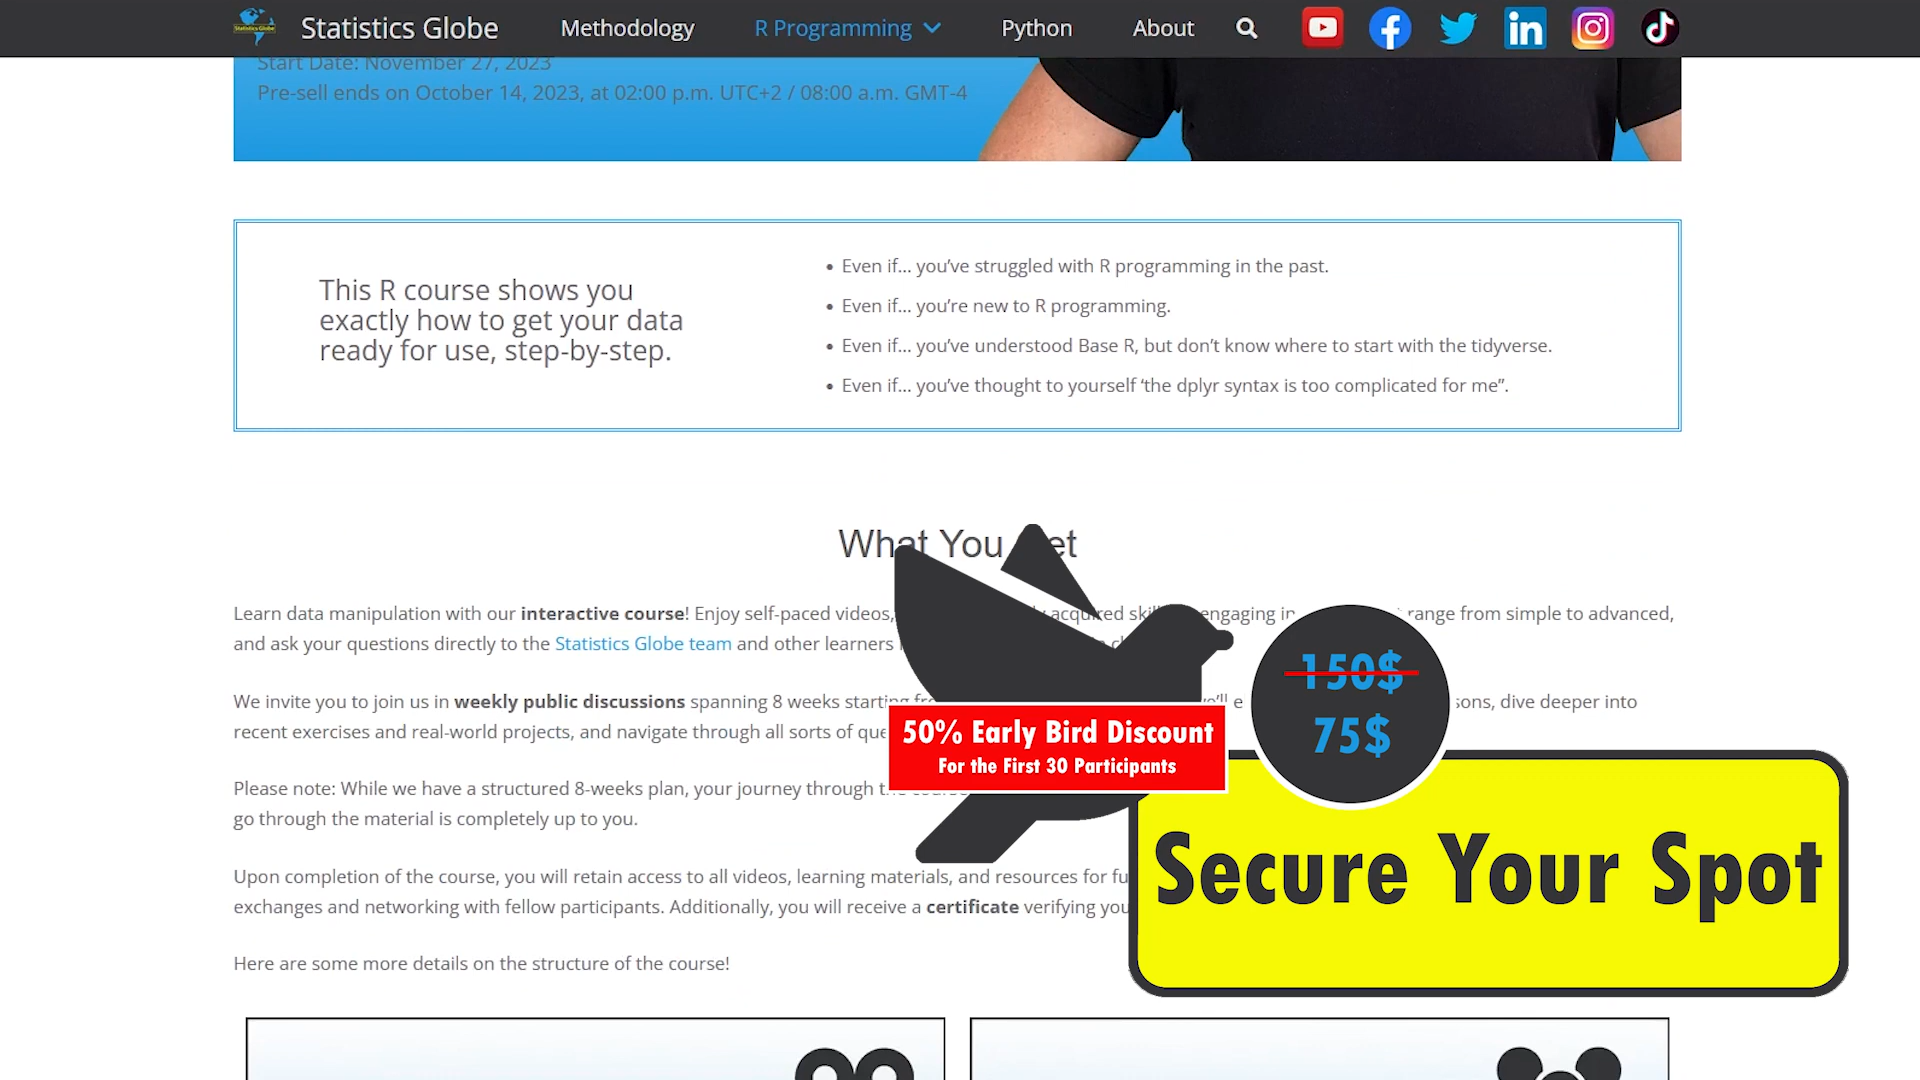 Statistics Globe
Statistics Globe Methodology R Programming Python About
Start Date: November 27, 2023
Pre-sell ends on October 14, 2023, at 02:00 p.m. UTC+2 / 08:00 a.m. GMT-4
This R course shows you
exactly how to get your data
ready for use, step-by-step.
Even if... you’ve struggled with R programming in the past.
Even if... you’re new to R programming.
Even if... you’ve understood Base R, but don’t know where to start with the tidyverse.
Even if... you’ve thought to yourself ‘the dplyr syntax is too complicated for me”.
What You
Learn data manipulation with our interactive course! Enjoy self-paced videos, engaging in range from simple to advanced,
and ask your questions directly to the Statistics Globe team and other learners
We invite you to join us in weekly public discussions spanning 8 weeks dive deeper into
recent exercises and real-world projects, and navigate through all sorts of
Please note: While we have a structured 8-weeks plan, your journey through
go through the material is completely up to you.
Upon completion of the course, you will retain access to all videos, learning materials, and resources for
exchanges and networking with fellow participants. Additionally, you will receive a certificate verifying
Here are some more details on the structure of the course!
150$
75$
50% Early Bird Discount
For the First 30 Participants
Secure Your Spot